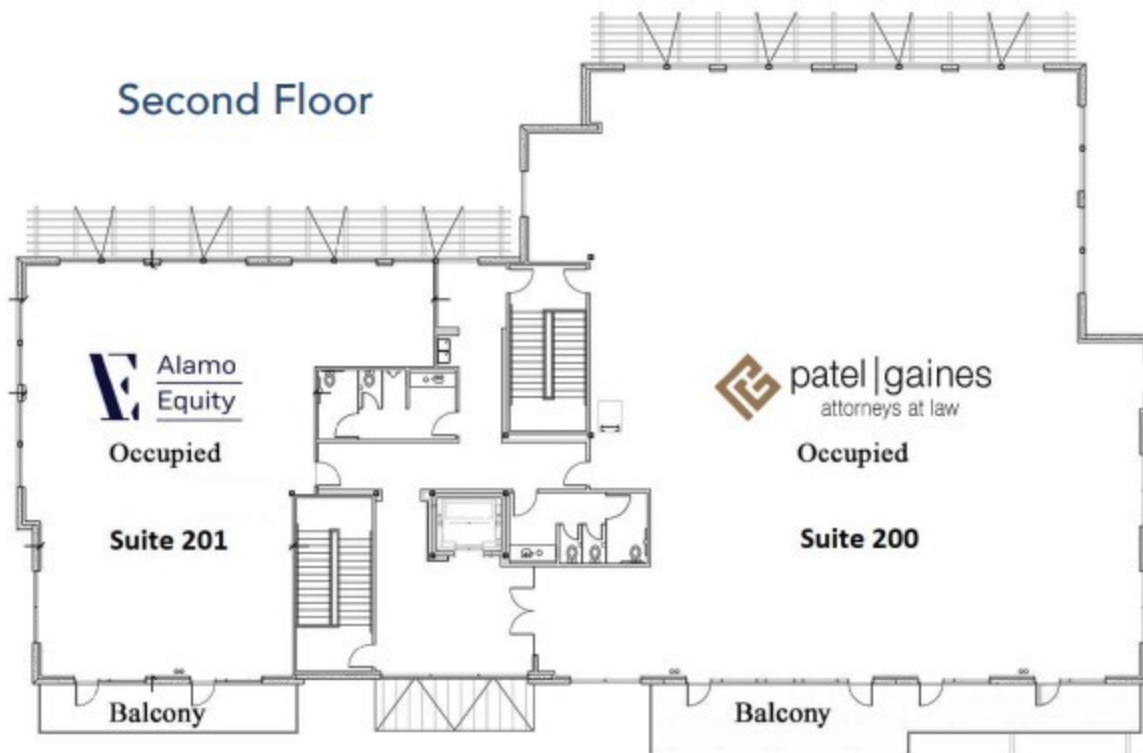 Second Floor
Alamo
Equity
Occupied
Suite 201
Balcony
patel|gaines
attorneys at law
Occupied
Suite 200
Balcony